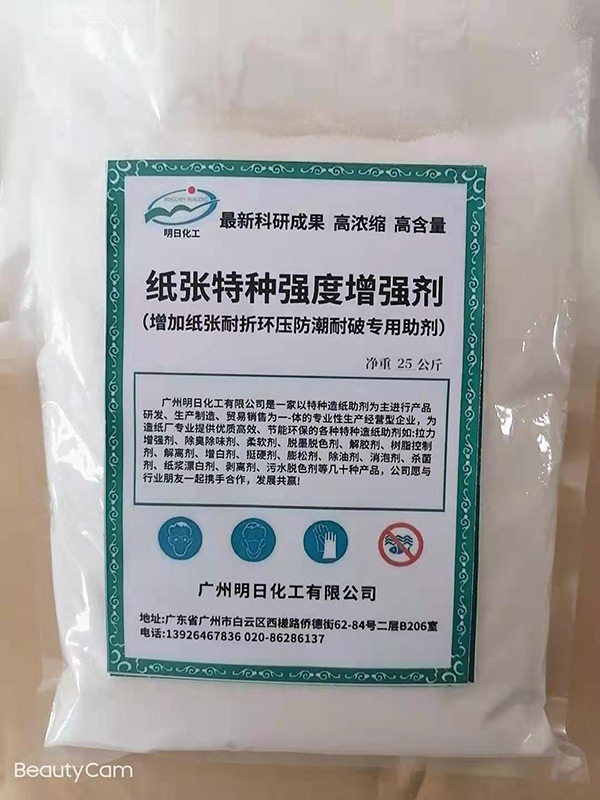 明日化工
最新科研成果 高浓缩 高含量
纸张特种强度增强剂
(增加纸张耐折环压防潮耐破专用助剂)
净重 25 公斤
广州明日化工有限公司是一家以特种造纸助剂为主进行产品
研发、生产制造、贸易销售为一-体的专业性生产经营型企业,为
造纸厂专业提供优质高效、节能环保的各种特种造纸助剂如:拉力
增强剂、除臭除味剂、柔软剂、脱墨脱色剂、解胶剂、树脂控制
剂、解离剂、增白剂、挺硬剂、膨松剂、除油剂、消泡剂、杀菌
剂、纸浆漂白剂、剥离剂、污水脱色剂等几十种产品,公司愿与
行业朋友一起携手合作,发展共赢!
广州明日化工有限公司
地址:广东省广州市白云区西槎路侨德街62-84号二层B206室
电话:13926467836 020-86286137
BeautyCam